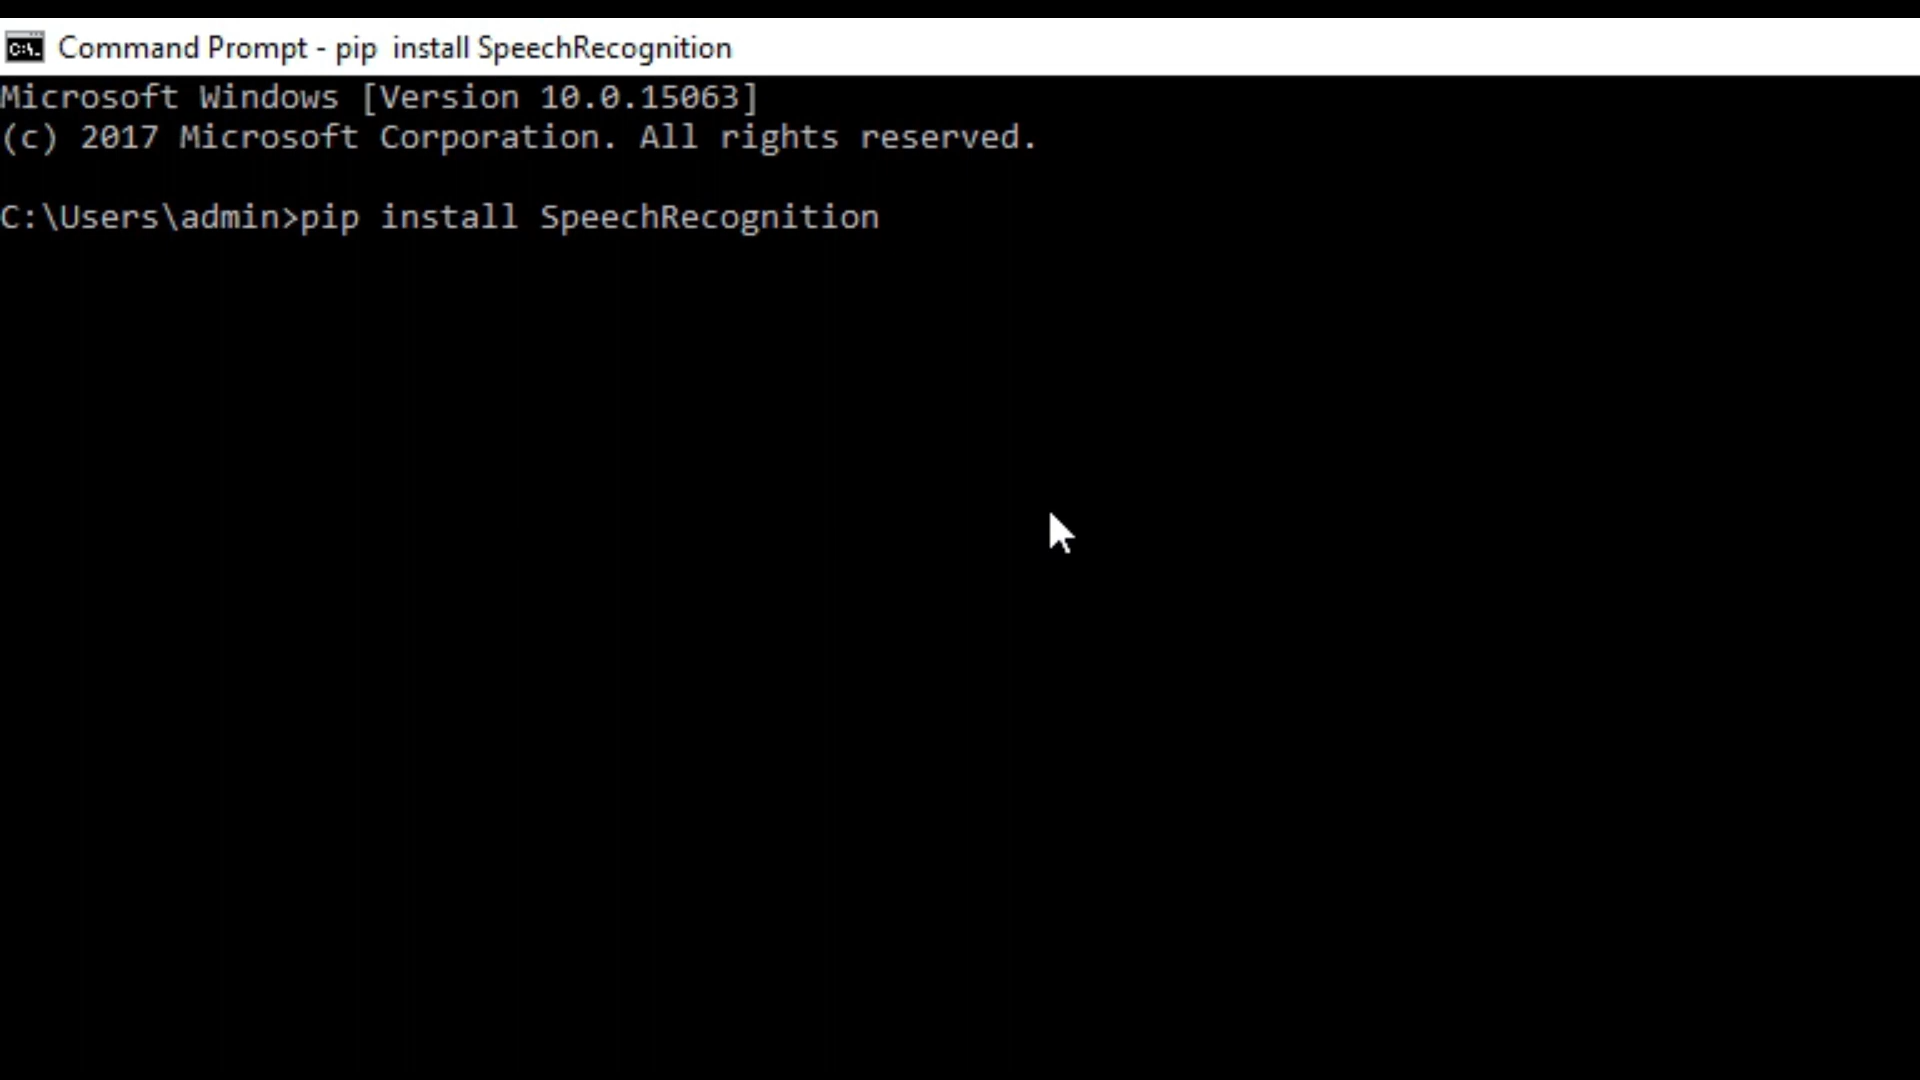 Command Prompt - pip  install SpeechRecognition
Microsoft Windows [Version 10.0.15063]
(c) 2017 Microsoft Corporation. All rights reserved.
C:\Users\admin>pip install SpeechRecognition